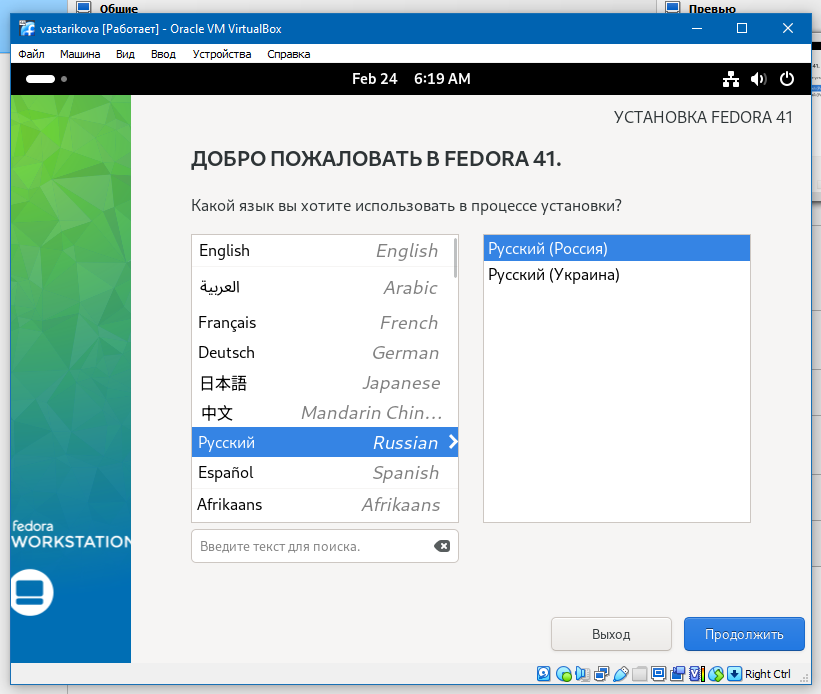 Общие
Превью
vastarikova [Работает] - Oracle VM VirtualBox
Файл Машина Вид Ввод Устройства Справка
Feb 24 6:19 AM
УСТАНОВКА FEDORA 41
ДОБРО ПОЖАЛОВАТЬ В FEDORA 41.
Какой язык вы хотите использовать в процессе установки?
English English
العربية Arabic
Français French
Deutsch German
日本語 Japanese
中文 Mandarin Chin...
Русский Russian
Español Spanish
Afrikaans Afrikaans
Русский (Россия)
Русский (Украина)
Введите текст для поиска.
fedora
WORKSTATION
Выход
Продолжить
Right Ctrl